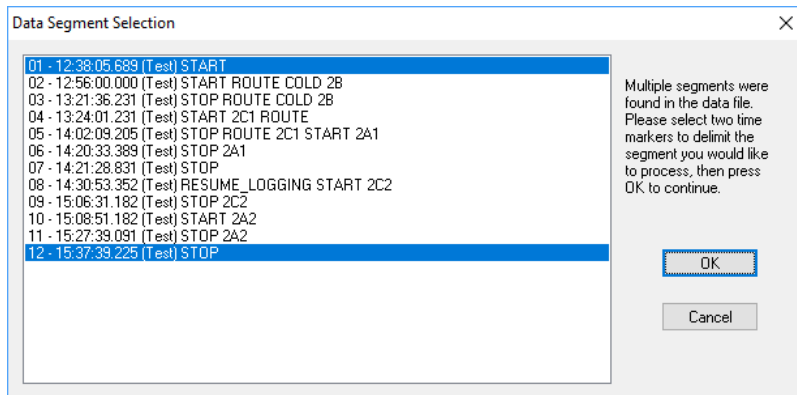 Data Segment Selection
01 - 12:38:05.689 (Test) START
02 - 12:56:00.000 (Test) START ROUTE COLD 2B
03 - 13:21:36.231 (Test) STOP ROUTE COLD 2B
04 - 13:24:01.231 (Test) START 2C1 ROUTE
05 - 14:02:09.205 (Test) STOP ROUTE 2C1 START 2A1
06 - 14:20:33.389 (Test) STOP 2A1
07 - 14:21:28.831 (Test) STOP
08 - 14:30:53.352 (Test) RESUME_LOGGING START 2C2
09 - 15:06:31.182 (Test) STOP 2C2
10 - 15:08:51.182 (Test) START 2A2
11 - 15:27:39.091 (Test) STOP 2A2
12 - 15:37:39.225 (Test) STOP
Multiple segments were
found in the data file.
Please select two time
markers to delimit the
segment you would like
to process, then press
OK to continue.
OK
Cancel